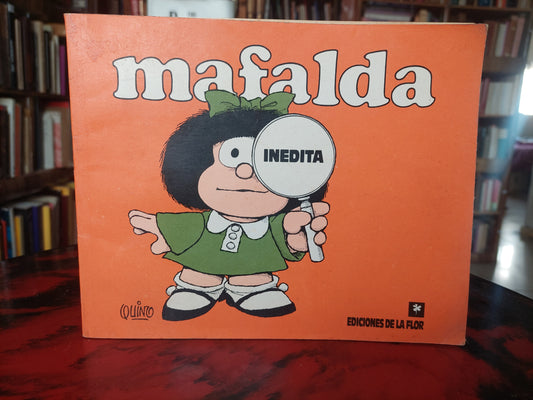 mafalda
INEDITA
QUINO
EDICIONES DE LA FLOR